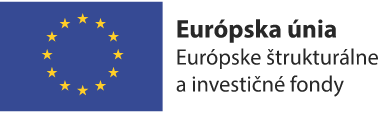 Európska únia
Európske štrukturálne
a investičné fondy